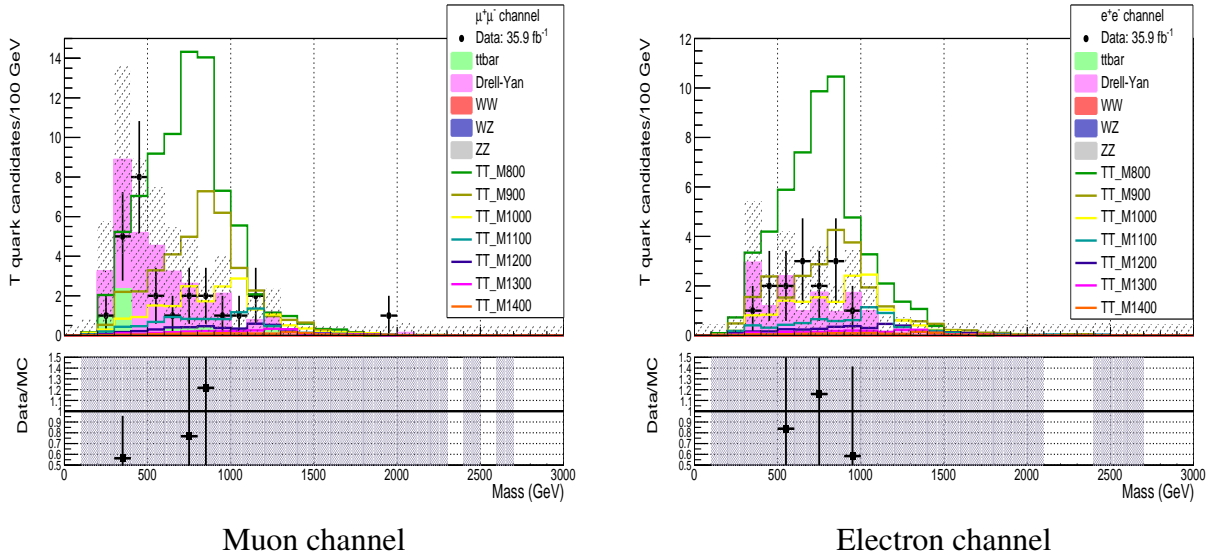 μ+μ- channel
Data: 35.9 fb-1
ttbar
Drell-Yan
WW
WZ
ZZ
TT_M800
TT_M900
TT_M1000
TT_M1100
TT_M1200
TT_M1300
TT_M1400
T quark candidates/100 GeV
14
12
10
8
6
4
2
0
Data/MC
1.5
1.4
1.3
1.2
1.1
1
0.9
0.8
0.7
0.6
0.5
0 500 1000 1500 2000 2500 3000
Mass (GeV)
Muon channel
e+e- channel
Data: 35.9 fb-1
ttbar
Drell-Yan
WW
WZ
ZZ
TT_M800
TT_M900
TT_M1000
TT_M1100
TT_M1200
TT_M1300
TT_M1400
T quark candidates/100 GeV
12
10
8
6
4
2
0
Data/MC
1.5
1.4
1.3
1.2
1.1
1
0.9
0.8
0.7
0.6
0.5
0 500 1000 1500 2000 2500 3000
Mass (GeV)
Electron channel